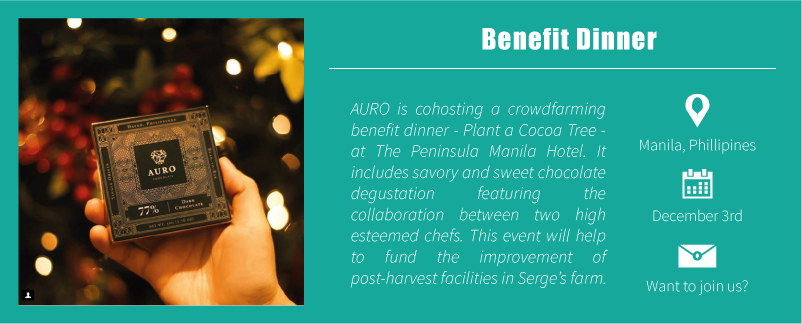 Benefit Dinner
AURO is cohosting a crowdfarming
benefit dinner - Plant a Cocoa Tree -
at The Peninsula Manila Hotel. It
includes savory and sweet chocolate
degustation featuring the
collaboration between two high
esteemed chefs. This event will help
to fund the improvement of
post-harvest facilities in Serge's farm.
Manila, Phillipines
December 3rd
Want to join us?
DAVAO, PHILIPPINES
AURO
CHOCOLATE
77%
DARK
CHOCOLATE